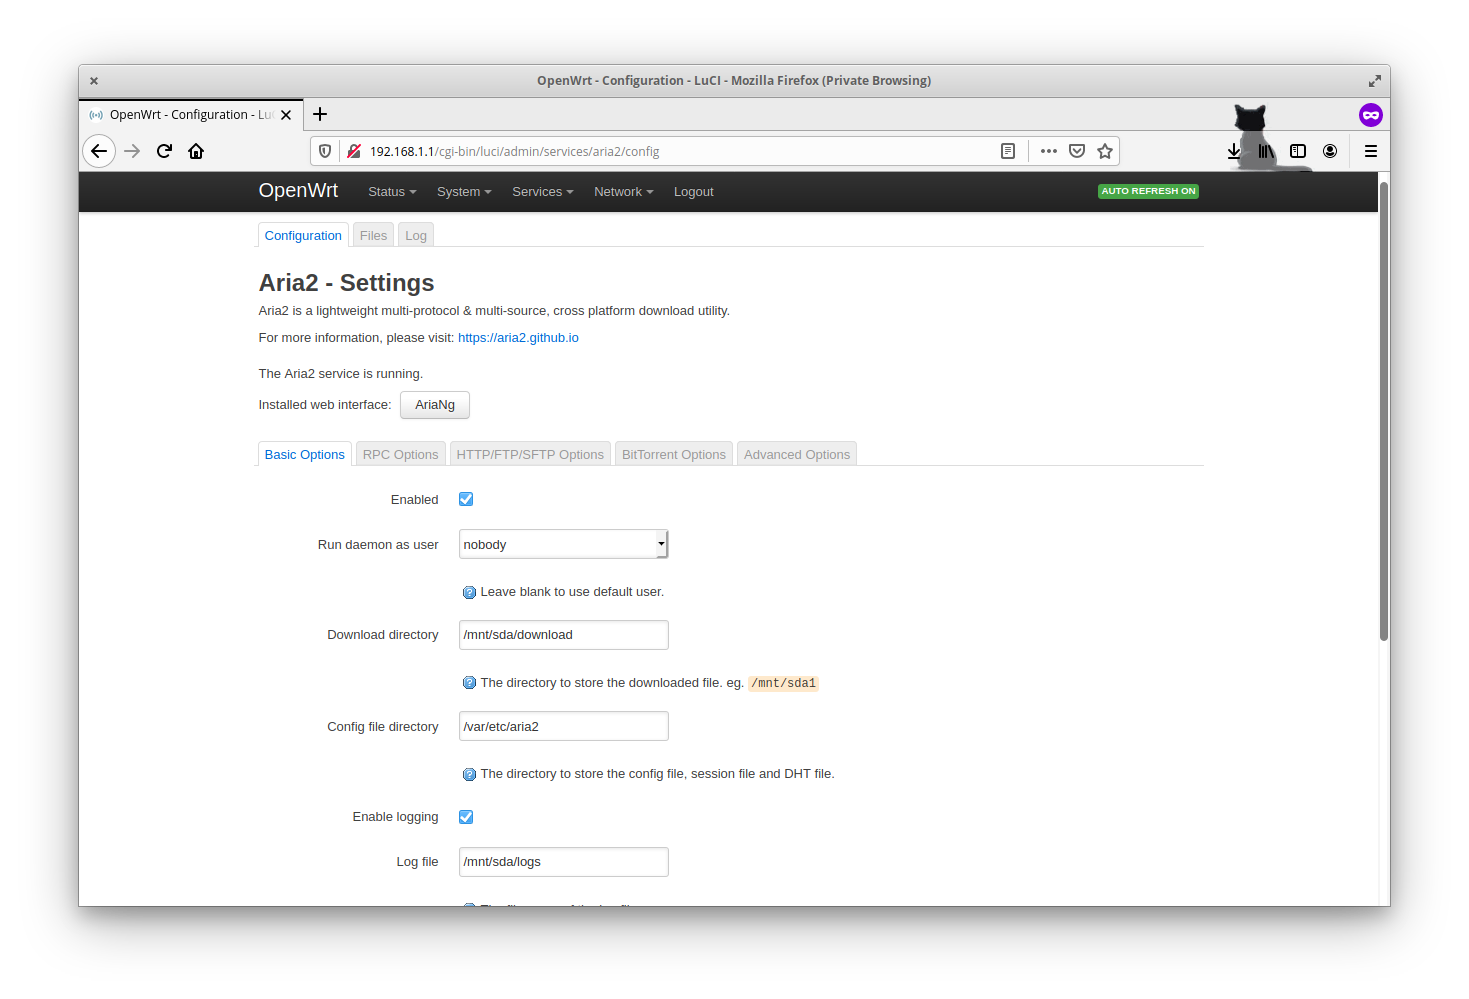 OpenWrt - Configuration - LuCI - Mozilla Firefox (Private Browsing)
OpenWrt - Configuration - Lu
192.168.1.1/cgi-bin/luci/admin/services/aria2/config
OpenWrt Status System Services Network Logout AUTO REFRESH ON
Configuration Files Log
Aria2 - Settings
Aria2 is a lightweight multi-protocol & multi-source, cross platform download utility.
For more information, please visit: https://aria2.github.io
The Aria2 service is running.
Installed web interface: AriaNg
Basic Options RPC Options HTTP/FTP/SFTP Options BitTorrent Options Advanced Options
Enabled
Run daemon as user nobody
Leave blank to use default user.
Download directory /mnt/sda/download
The directory to store the downloaded file. eg. /mnt/sda1
Config file directory /var/etc/aria2
The directory to store the config file, session file and DHT file.
Enable logging
Log file /mnt/sda/logs